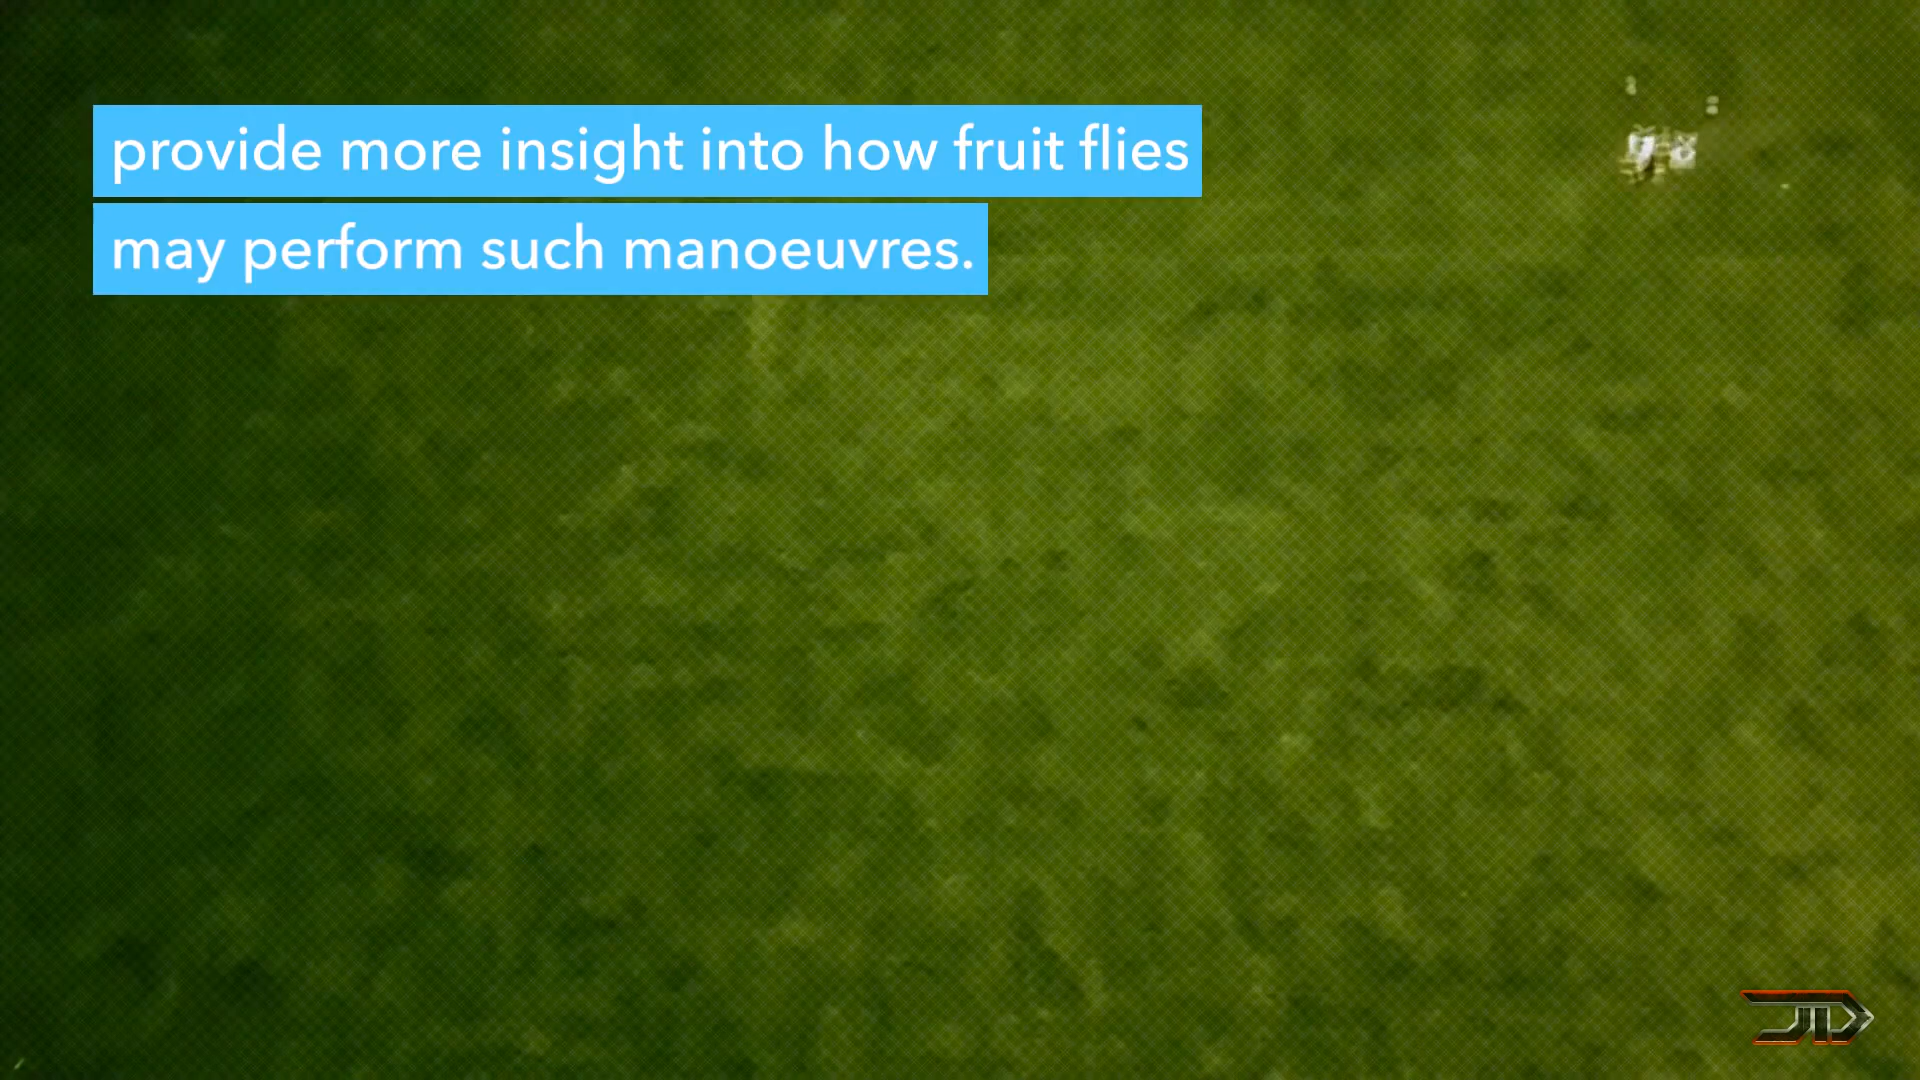 provide more insight into how fruit flies
may perform such manoeuvres.